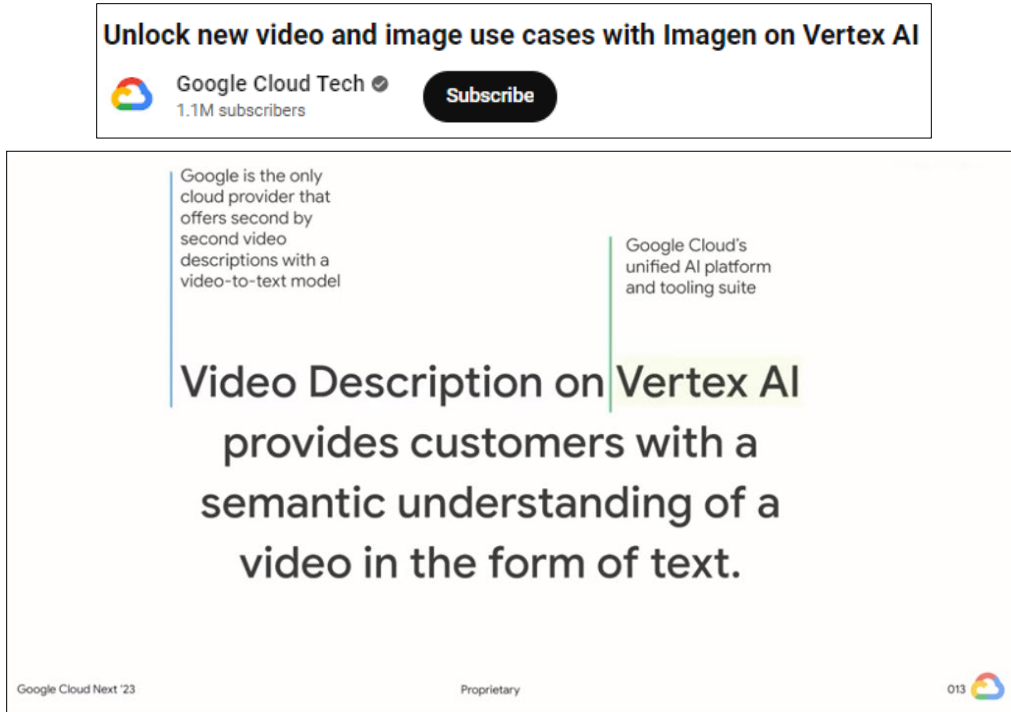 Unlock new video and image use cases with Imagen on Vertex AI
Google Cloud Tech
1.1M subscribers
Subscribe
Google is the only
cloud provider that
offers second by
second video
descriptions with a
video-to-text model
Google Cloud's
unified AI platform
and tooling suite
Video Description on Vertex AI
provides customers with a
semantic understanding of a
video in the form of text.
Google Cloud Next '23
Proprietary
013